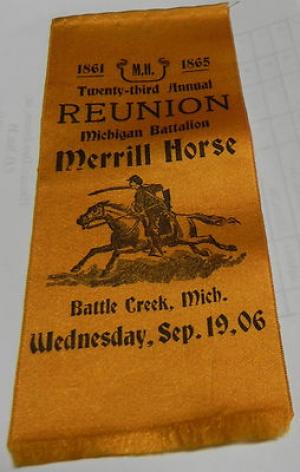 1861 M.H. 1865
Twenty-third Annual
REUNION
Michigan Battalion
Merrill Horse
Battle Creek, Mich.
Wednesday, Sep. 19, 06